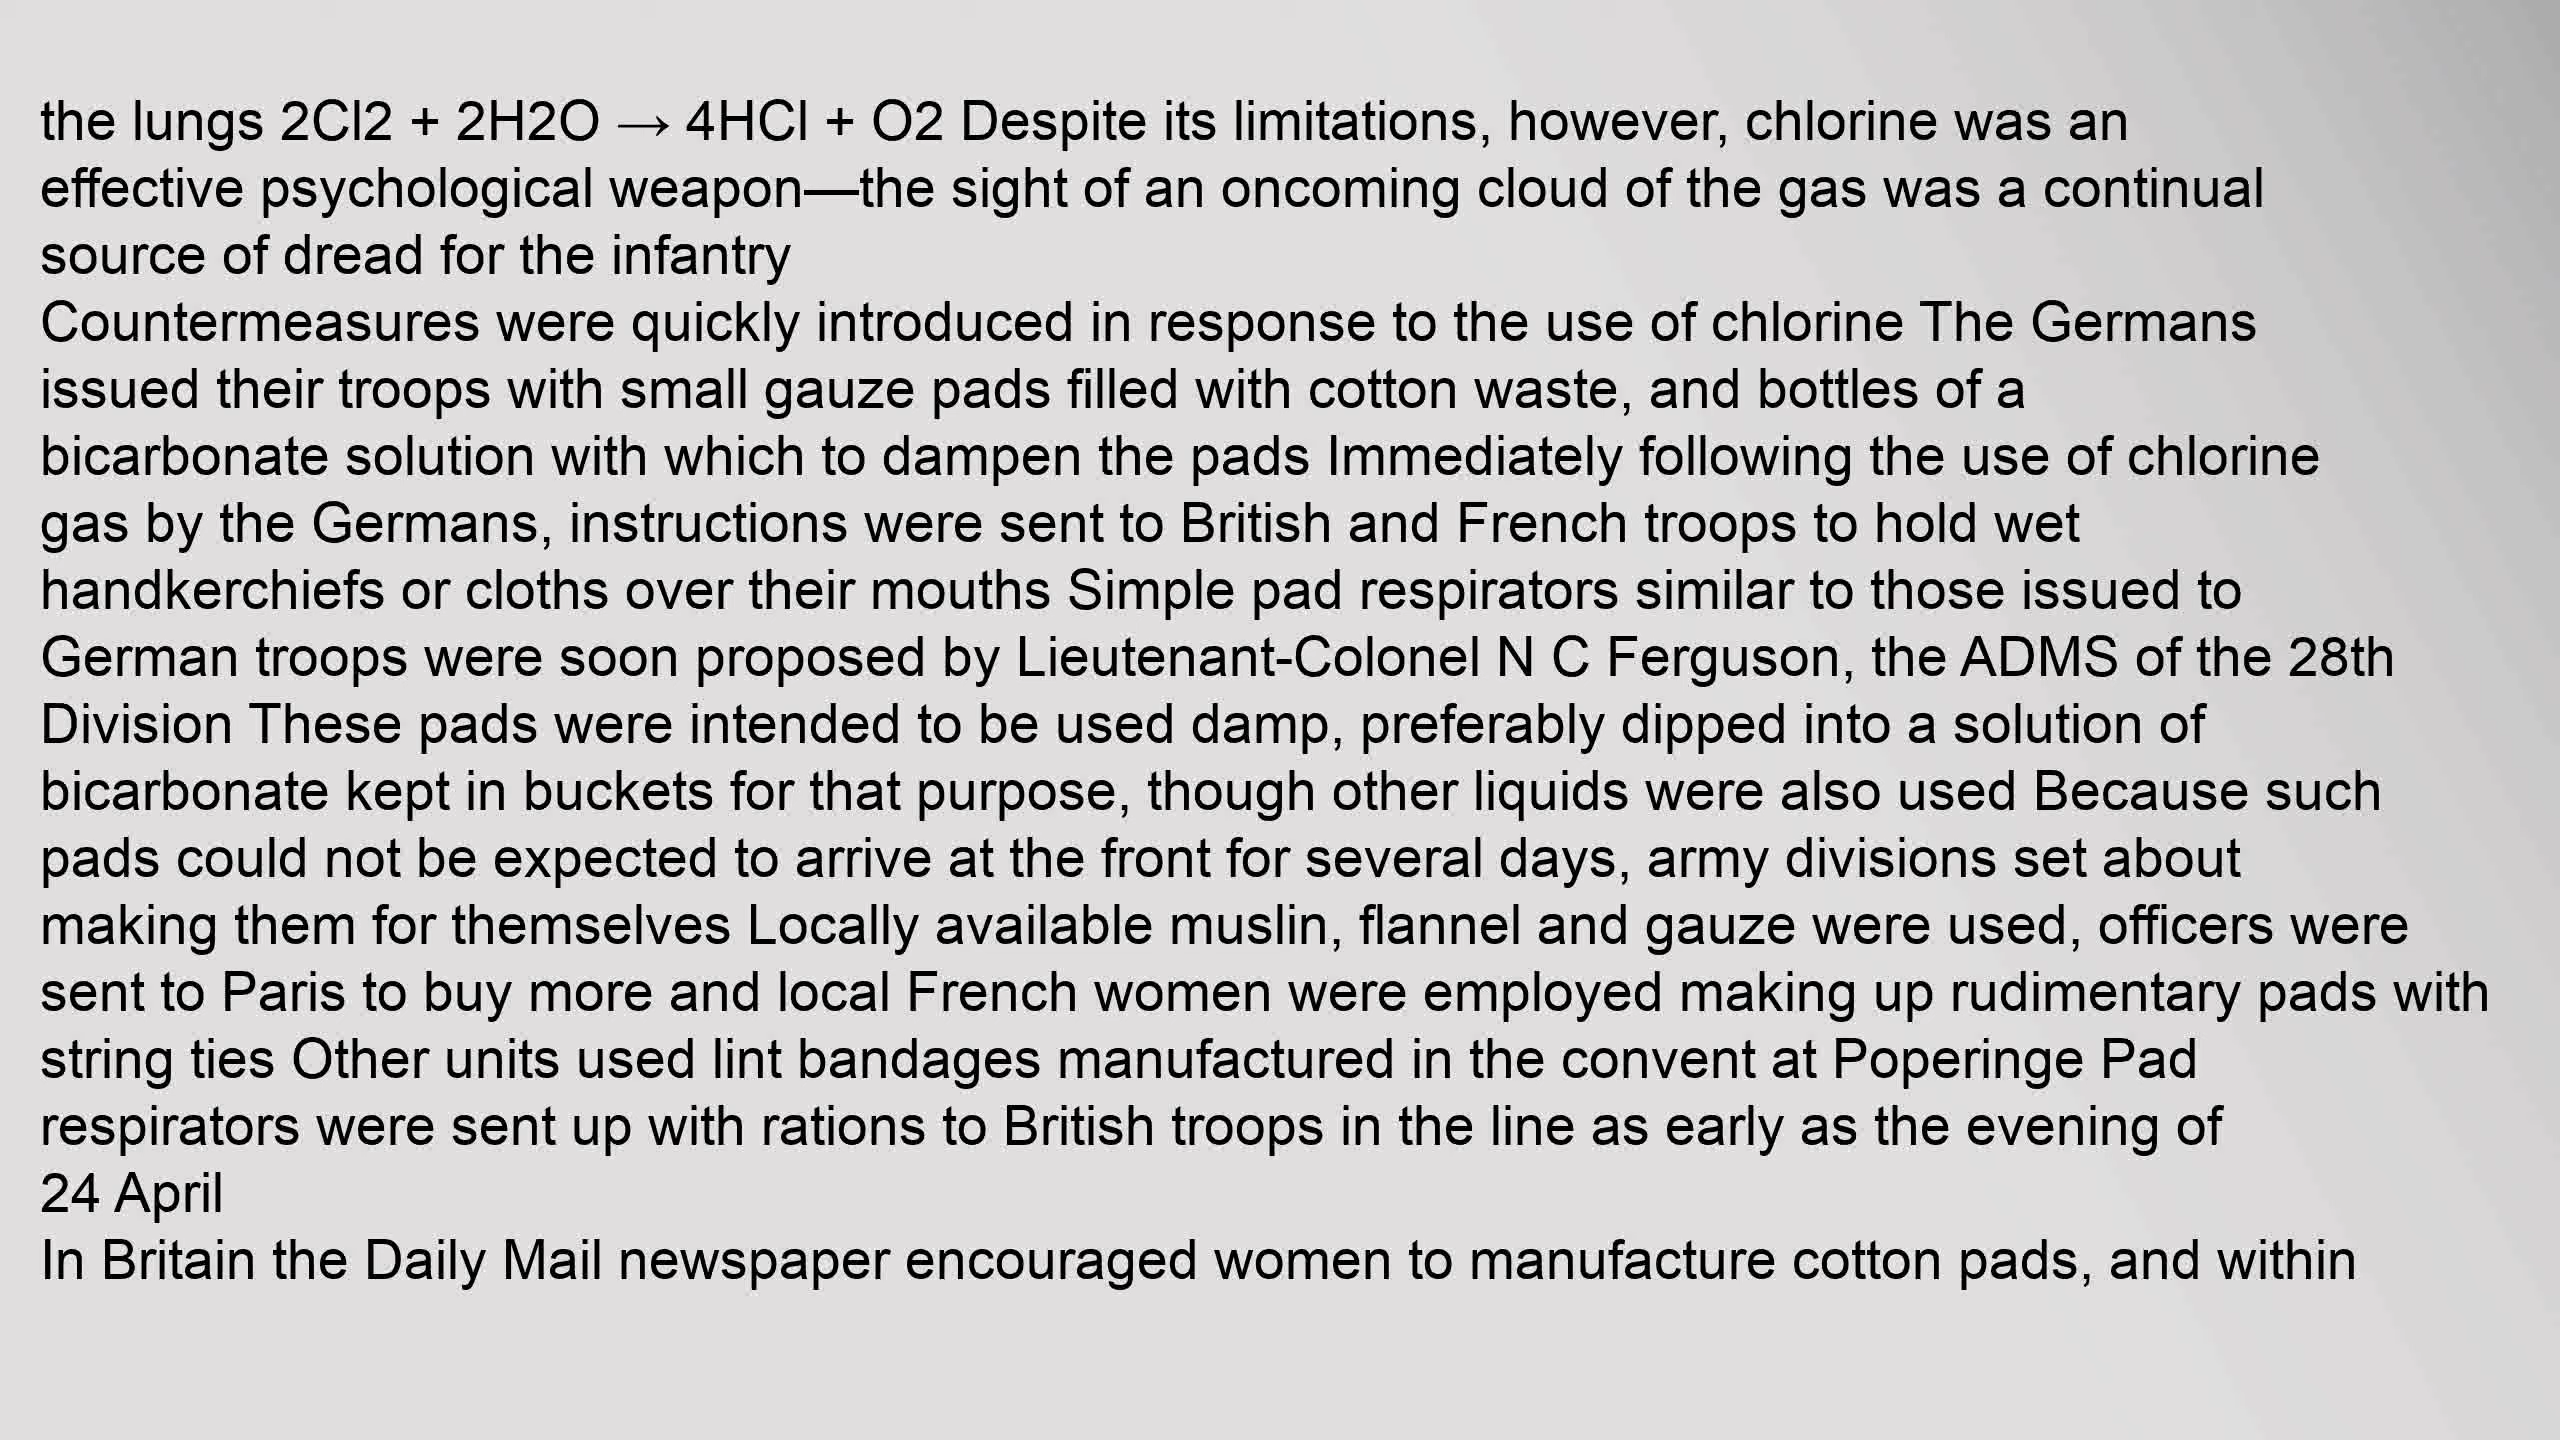 the lungs 2Cl2 + 2H2O → 4HCl + O2 Despite its limitations, however, chlorine was an
effective psychological weapon—the sight of an oncoming cloud of the gas was a continual
source of dread for the infantry
Countermeasures were quickly introduced in response to the use of chlorine The Germans
issued their troops with small gauze pads filled with cotton waste, and bottles of a
bicarbonate solution with which to dampen the pads Immediately following the use of chlorine
gas by the Germans, instructions were sent to British and French troops to hold wet
handkerchiefs or cloths over their mouths Simple pad respirators similar to those issued to
German troops were soon proposed by Lieutenant-Colonel N C Ferguson, the ADMS of the 28th
Division These pads were intended to be used damp, preferably dipped into a solution of
bicarbonate kept in buckets for that purpose, though other liquids were also used Because such
pads could not be expected to arrive at the front for several days, army divisions set about
making them for themselves Locally available muslin, flannel and gauze were used, officers were
sent to Paris to buy more and local French women were employed making up rudimentary pads with
string ties Other units used lint bandages manufactured in the convent at Poperinge Pad
respirators were sent up with rations to British troops in the line as early as the evening of
24 April
In Britain the Daily Mail newspaper encouraged women to manufacture cotton pads, and within